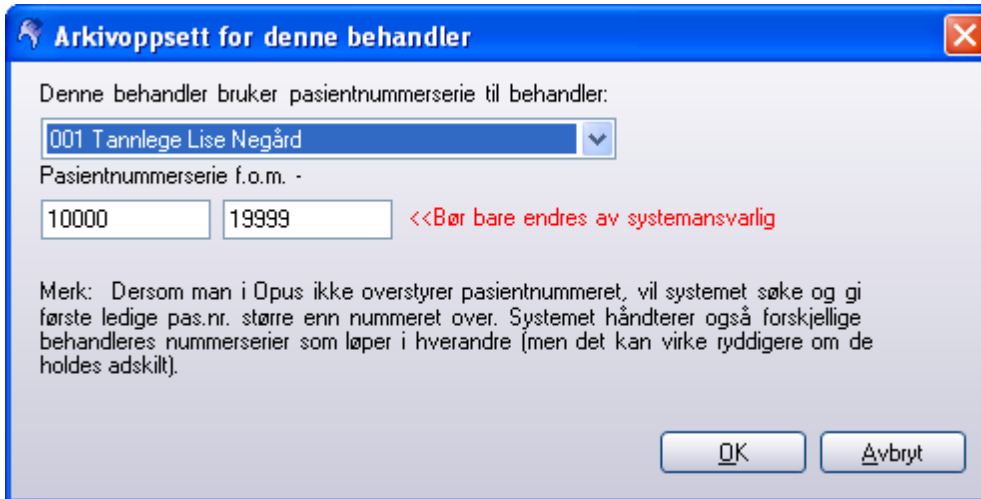 Arkivoppsett for denne behandler
Denne behandler bruker pasientnummerserie til behandler:
001 Tannlege Lise Negård
Pasientnummerserie f.o.m. -
10000 19999 <<Bør bare endres av systemansvarlig
Merk: Dersom man i Opus ikke overstyrer pasientnummeret, vil systemet søke og gi
første ledige pas.nr. større enn nummeret over. Systemet håndterer også forskjellige
behandleres nummerserier som løper i hverandre (men det kan virke ryddigere om de
holdes adskilt).
OK Avbryt